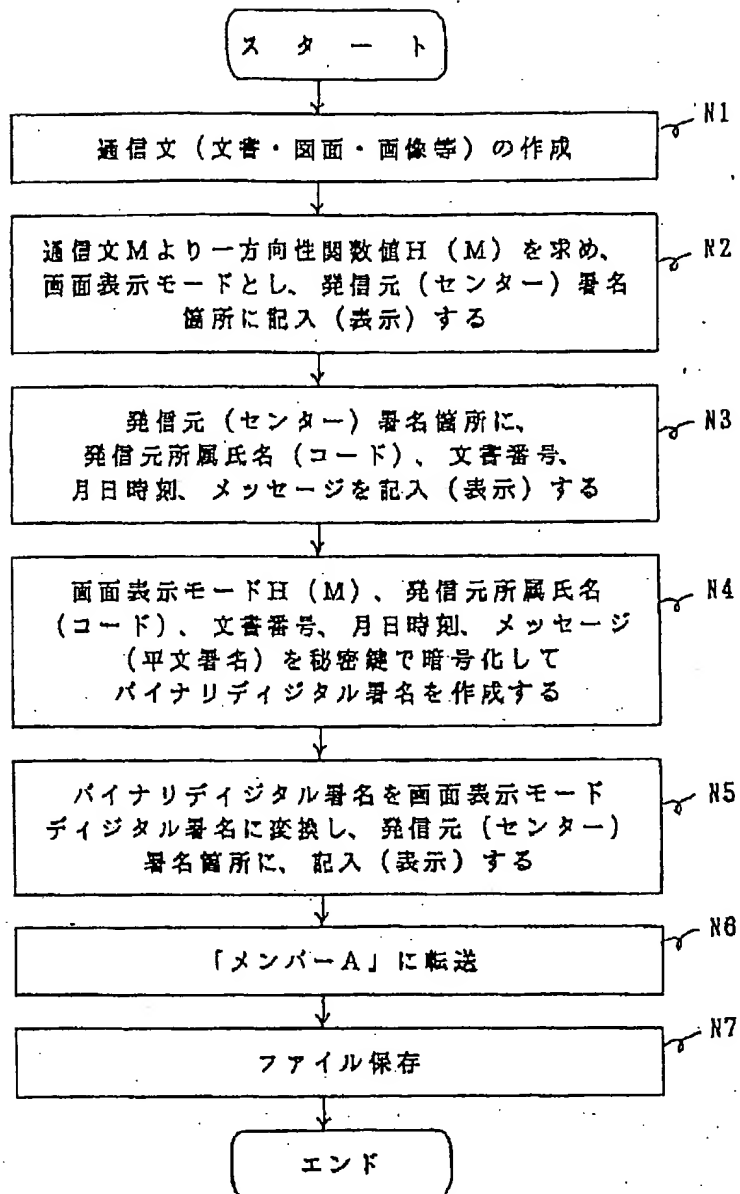 スタート
通信文（文書・図面・画像等）の作成
N1
通信文Mより一方向性関数値H（M）を求め、
画面表示モードとし、発信元（センター）署名
箇所に記入（表示）する
N2
発信元（センター）署名箇所に、
発信元所属氏名（コード）、文書番号、
月日時刻、メッセージを記入（表示）する
N3
画面表示モードH（M）、発信元所属氏名
（コード）、文書番号、月日時刻、メッセージ
（平文署名）を秘密鍵で暗号化して
バイナリディジタル署名を作成する
N4
バイナリディジタル署名を画面表示モード
ディジタル署名に変換し、発信元（センター）
署名箇所に、記入（表示）する
N5
「メンバーA」に転送
N6
ファイル保存
N7
エンド